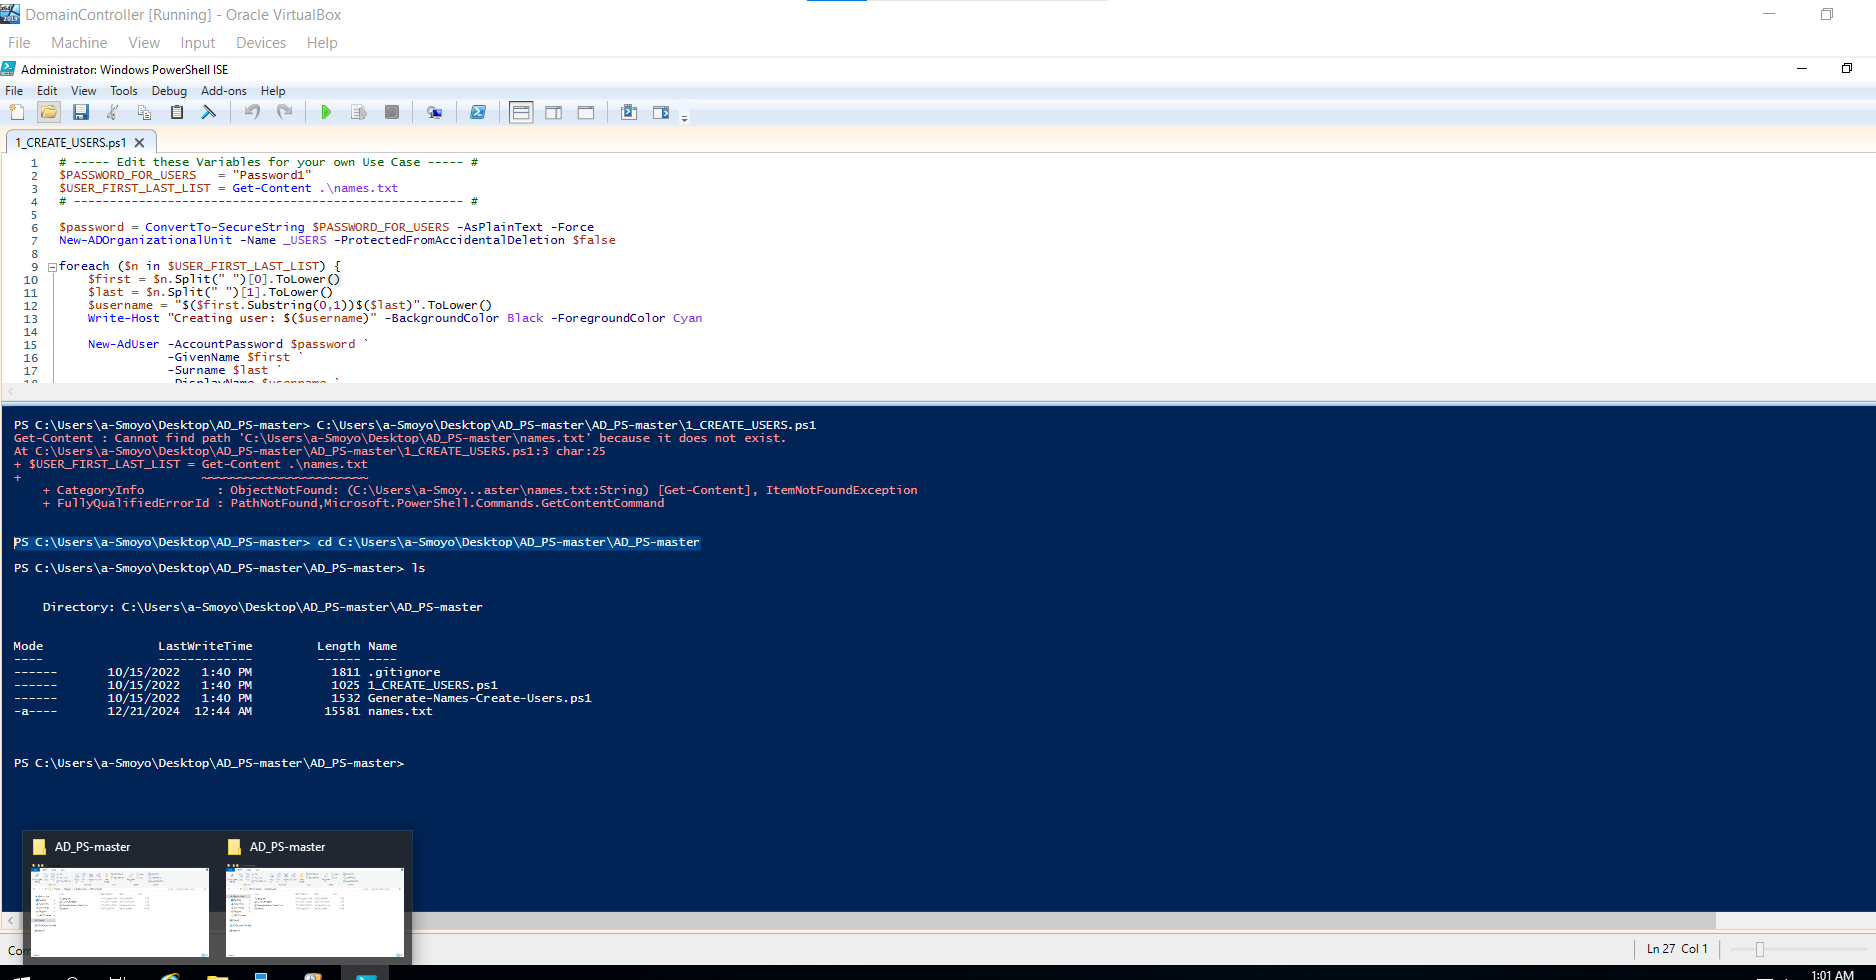 DomainController [Running] - Oracle VirtualBox
File Machine View Input Devices Help
Administrator: Windows PowerShell ISE
File Edit View Tools Debug Add-ons Help
1_CREATE_USERS.ps1
1 # ----- Edit these Variables for your own Use Case ----- #
2 $PASSWORD_FOR_USERS   = "Password1"
3 $USER_FIRST_LAST_LIST = Get-Content .\names.txt
4 # ------------------------------------------------------ #
5
6 $password = ConvertTo-SecureString $PASSWORD_FOR_USERS -AsPlainText -Force
7 New-ADOrganizationalUnit -Name _USERS -ProtectedFromAccidentalDeletion $false
8
9 foreach ($n in $USER_FIRST_LAST_LIST) {
10     $first = $n.Split(" ")[0].ToLower()
11     $last = $n.Split(" ")[1].ToLower()
12     $username = "$($first.Substring(0,1))$($last)".ToLower()
13     Write-Host "Creating user: $($username)" -BackgroundColor Black -ForegroundColor Cyan
14
15     New-AdUser -AccountPassword $password `
16                -GivenName $first `
17                -Surname $last `
18                -DisplayName $username `
PS C:\Users\a-Smoyo\Desktop\AD_PS-master> C:\Users\a-Smoyo\Desktop\AD_PS-master\AD_PS-master\1_CREATE_USERS.ps1
Get-Content : Cannot find path 'C:\Users\a-Smoyo\Desktop\AD_PS-master\names.txt' because it does not exist.
At C:\Users\a-Smoyo\Desktop\AD_PS-master\AD_PS-master\1_CREATE_USERS.ps1:3 char:25
+ $USER_FIRST_LAST_LIST = Get-Content .\names.txt
+                         ~~~~~~~~~~~~~~~~~~~~~~~
    + CategoryInfo          : ObjectNotFound: (C:\Users\a-Smoy...aster\names.txt:String) [Get-Content], ItemNotFoundException
    + FullyQualifiedErrorId : PathNotFound,Microsoft.PowerShell.Commands.GetContentCommand
PS C:\Users\a-Smoyo\Desktop\AD_PS-master> cd C:\Users\a-Smoyo\Desktop\AD_PS-master\AD_PS-master
PS C:\Users\a-Smoyo\Desktop\AD_PS-master\AD_PS-master> ls
    Directory: C:\Users\a-Smoyo\Desktop\AD_PS-master\AD_PS-master
Mode                LastWriteTime         Length Name
----                -------------         ------ ----
------       10/15/2022   1:40 PM           1811 .gitignore
------       10/15/2022   1:40 PM           1025 1_CREATE_USERS.ps1
------       10/15/2022   1:40 PM           1532 Generate-Names-Create-Users.ps1
-a----       12/21/2024  12:44 AM          15581 names.txt
PS C:\Users\a-Smoyo\Desktop\AD_PS-master\AD_PS-master>
AD_PS-master AD_PS-master
Ln 27 Col 1
1:01 AM